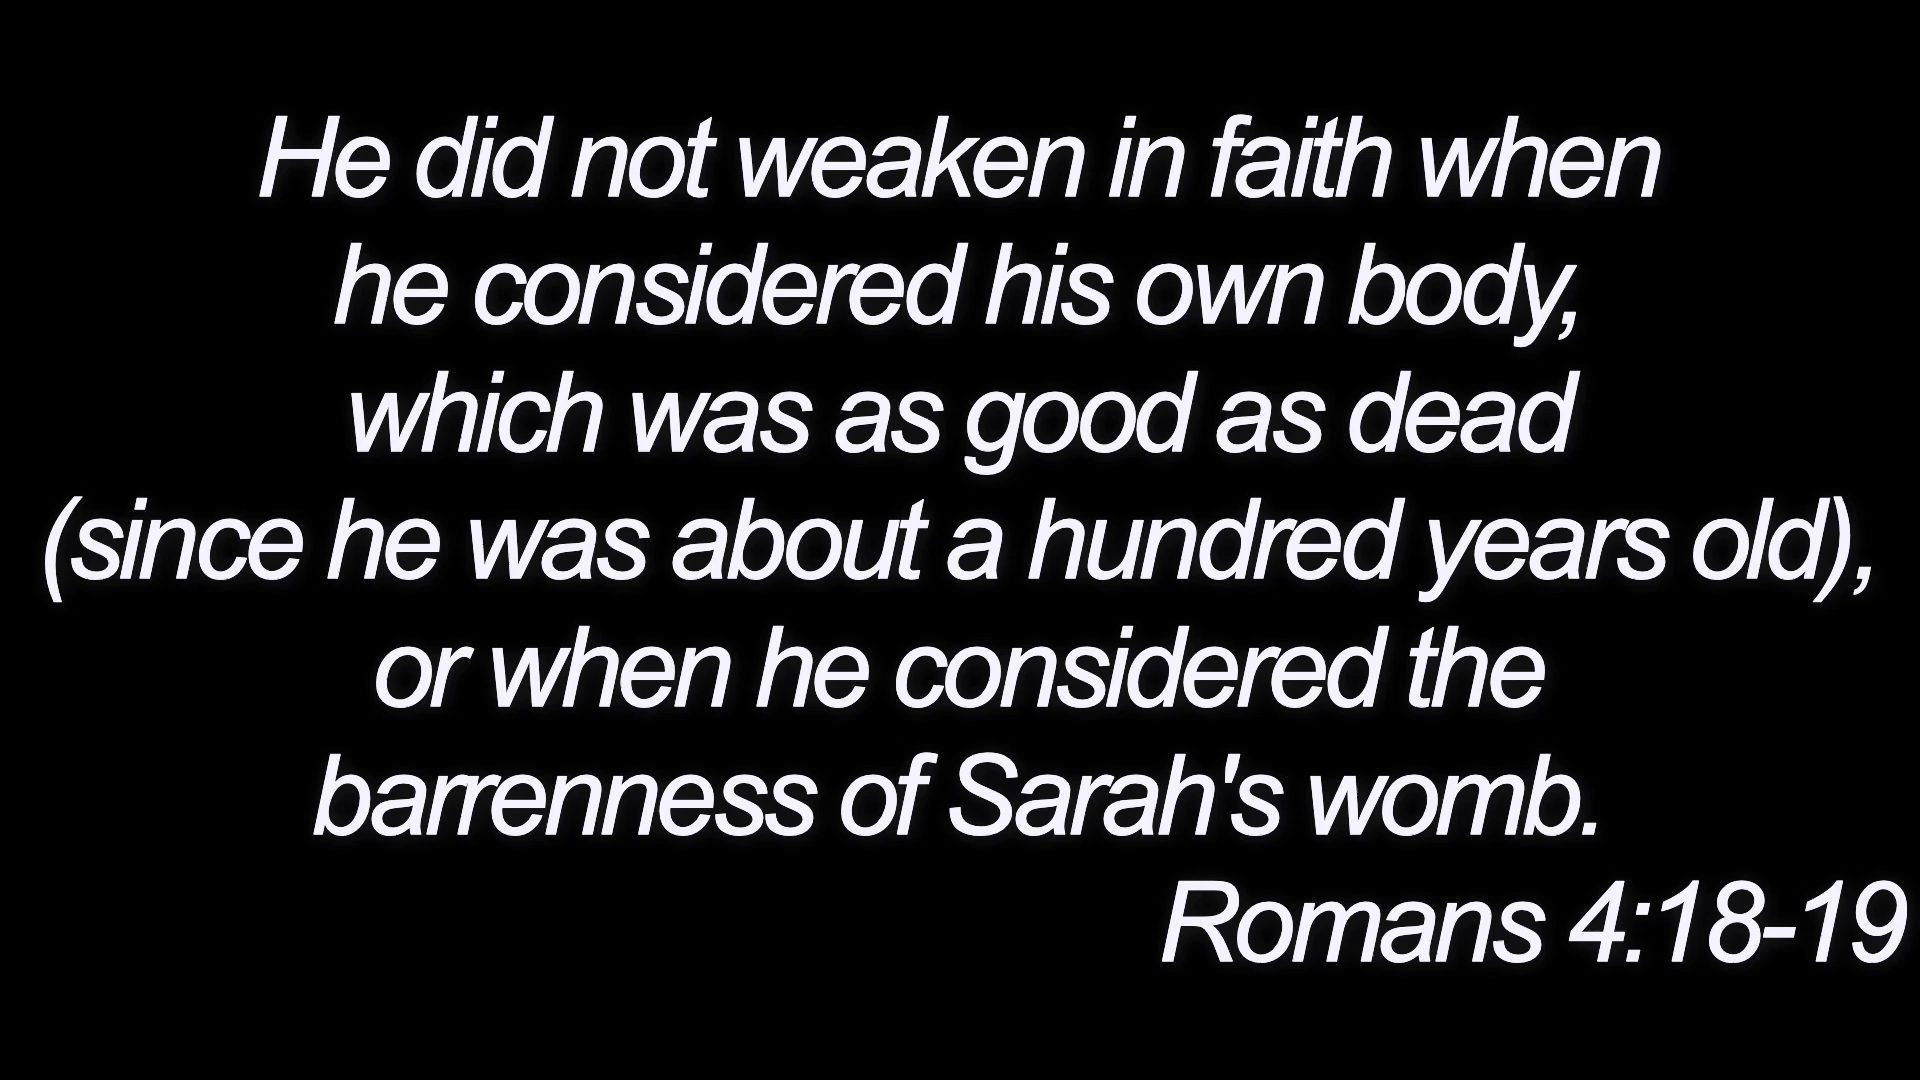 He did not weaken in faith when
he considered his own body,
which was as good as dead
(since he was about a hundred years old),
or when he considered the
barrenness of Sarah's womb.
Romans 4:18-19